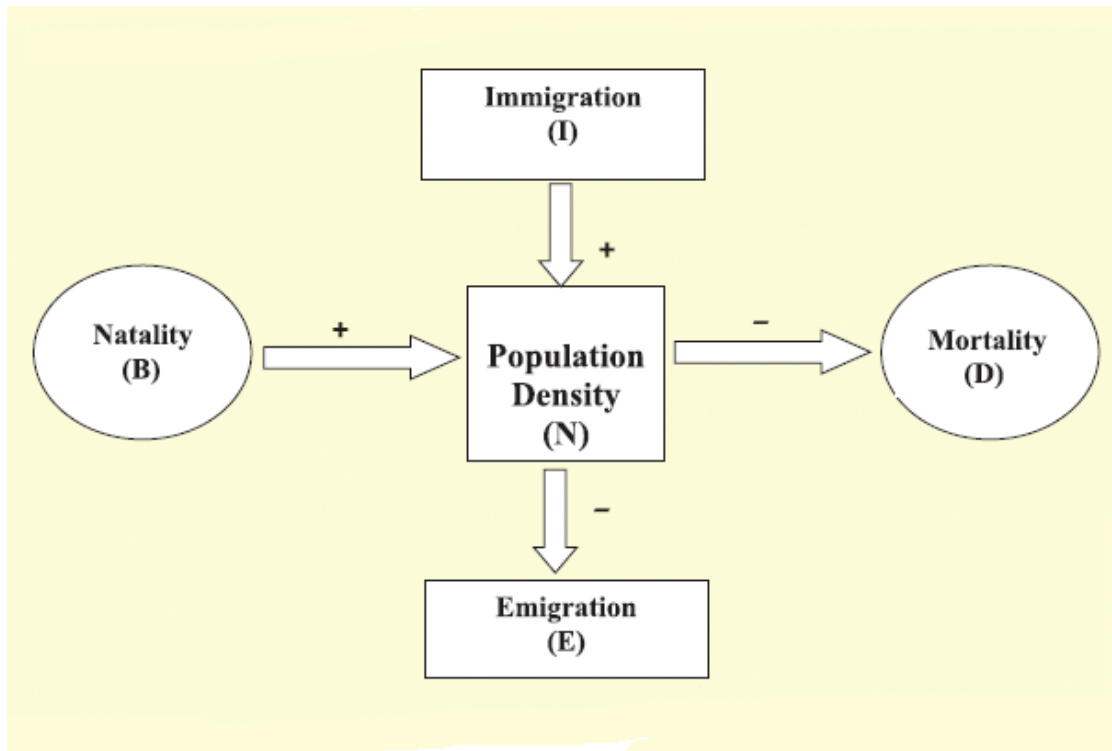 Immigration
(I)
+
Natality
(B)
+
Population
Density
(N)
–
Mortality
(D)
–
Emigration
(E)